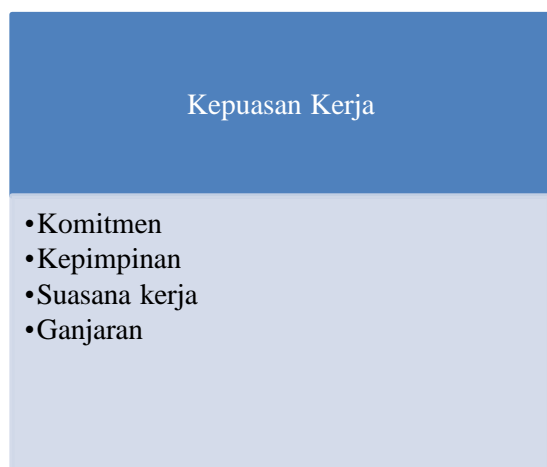 Kepuasan Kerja
•Komitmen
•Kepimpinan
•Suasana kerja
•Ganjaran